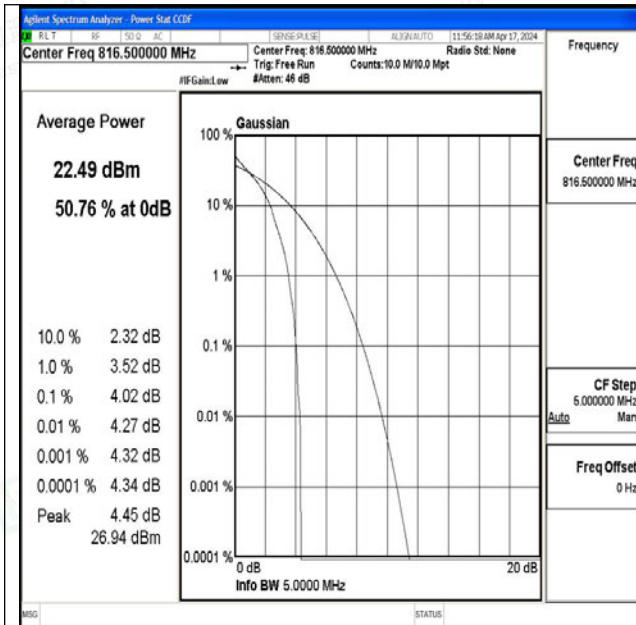 Agilent Spectrum Analyzer - Power Stat CCDF
RL T RF 50 Ω AC SENSE:PULSE ALIGNAUTO 11:56:18 AM Apr 17, 2024
Center Freq 816.500000 MHz
Center Freq: 816.500000 MHz Radio Std: None
Trig: Free Run Counts:10.0 M/10.0 Mpt
#IFGain:Low #Atten: 46 dB
Frequency
Average Power
22.49 dBm
50.76 % at 0dB
10.0 % 2.32 dB
1.0 % 3.52 dB
0.1 % 4.02 dB
0.01 % 4.27 dB
0.001 % 4.32 dB
0.0001 % 4.34 dB
Peak 4.45 dB
26.94 dBm
Gaussian
100 %
10 %
1 %
0.1 %
0.01 %
0.001 %
0.0001 %
0 dB 20 dB
Info BW 5.0000 MHz
Center Freq
816.500000 MHz
CF Step
5.000000 MHz
Auto Man
Freq Offset
0 Hz
MSG STATUS